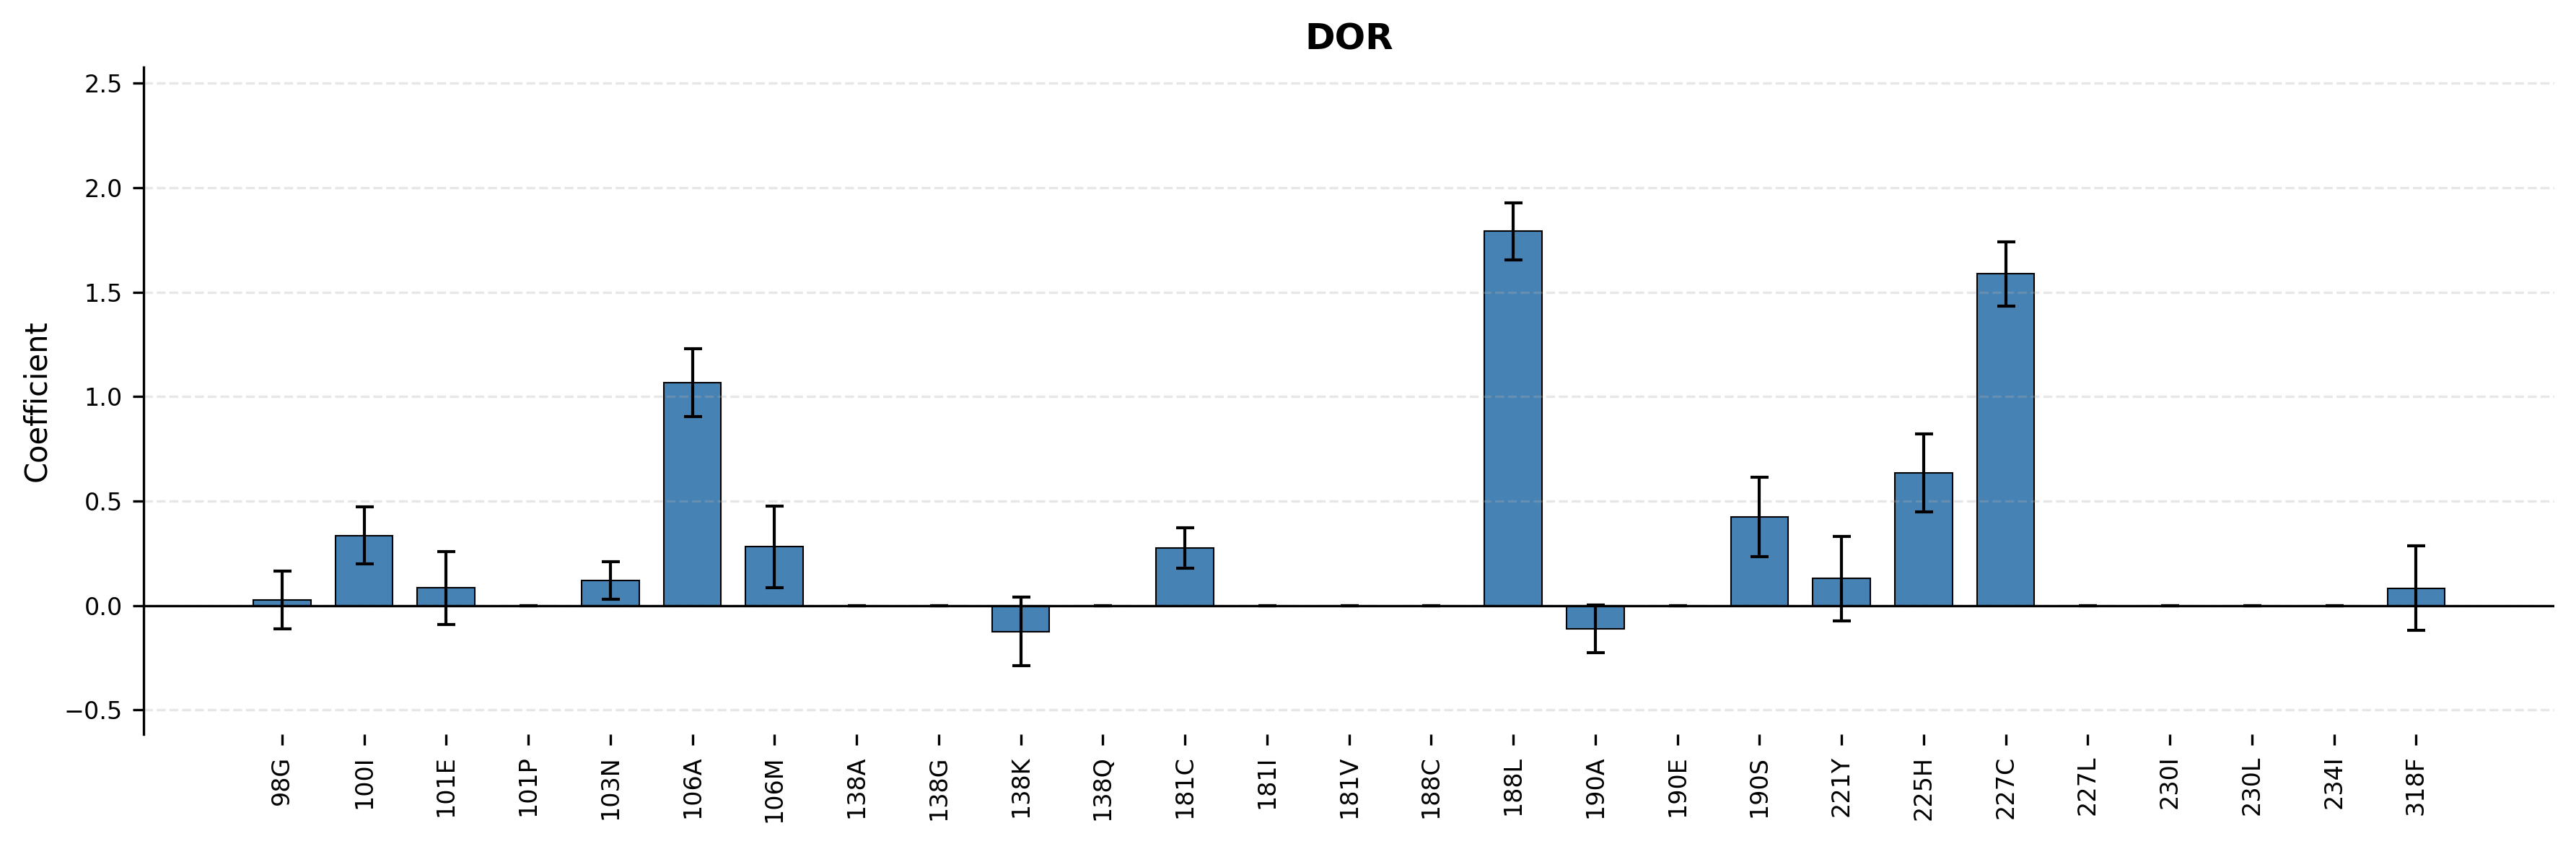 DOR
Coefficient
2.5
2.0
1.5
1.0
0.5
0.0
−0.5
98G
100I
101E
101P
103N
106A
106M
138A
138G
138K
138Q
181C
181I
181V
188C
188L
190A
190E
190S
221Y
225H
227C
227L
230I
230L
234I
318F